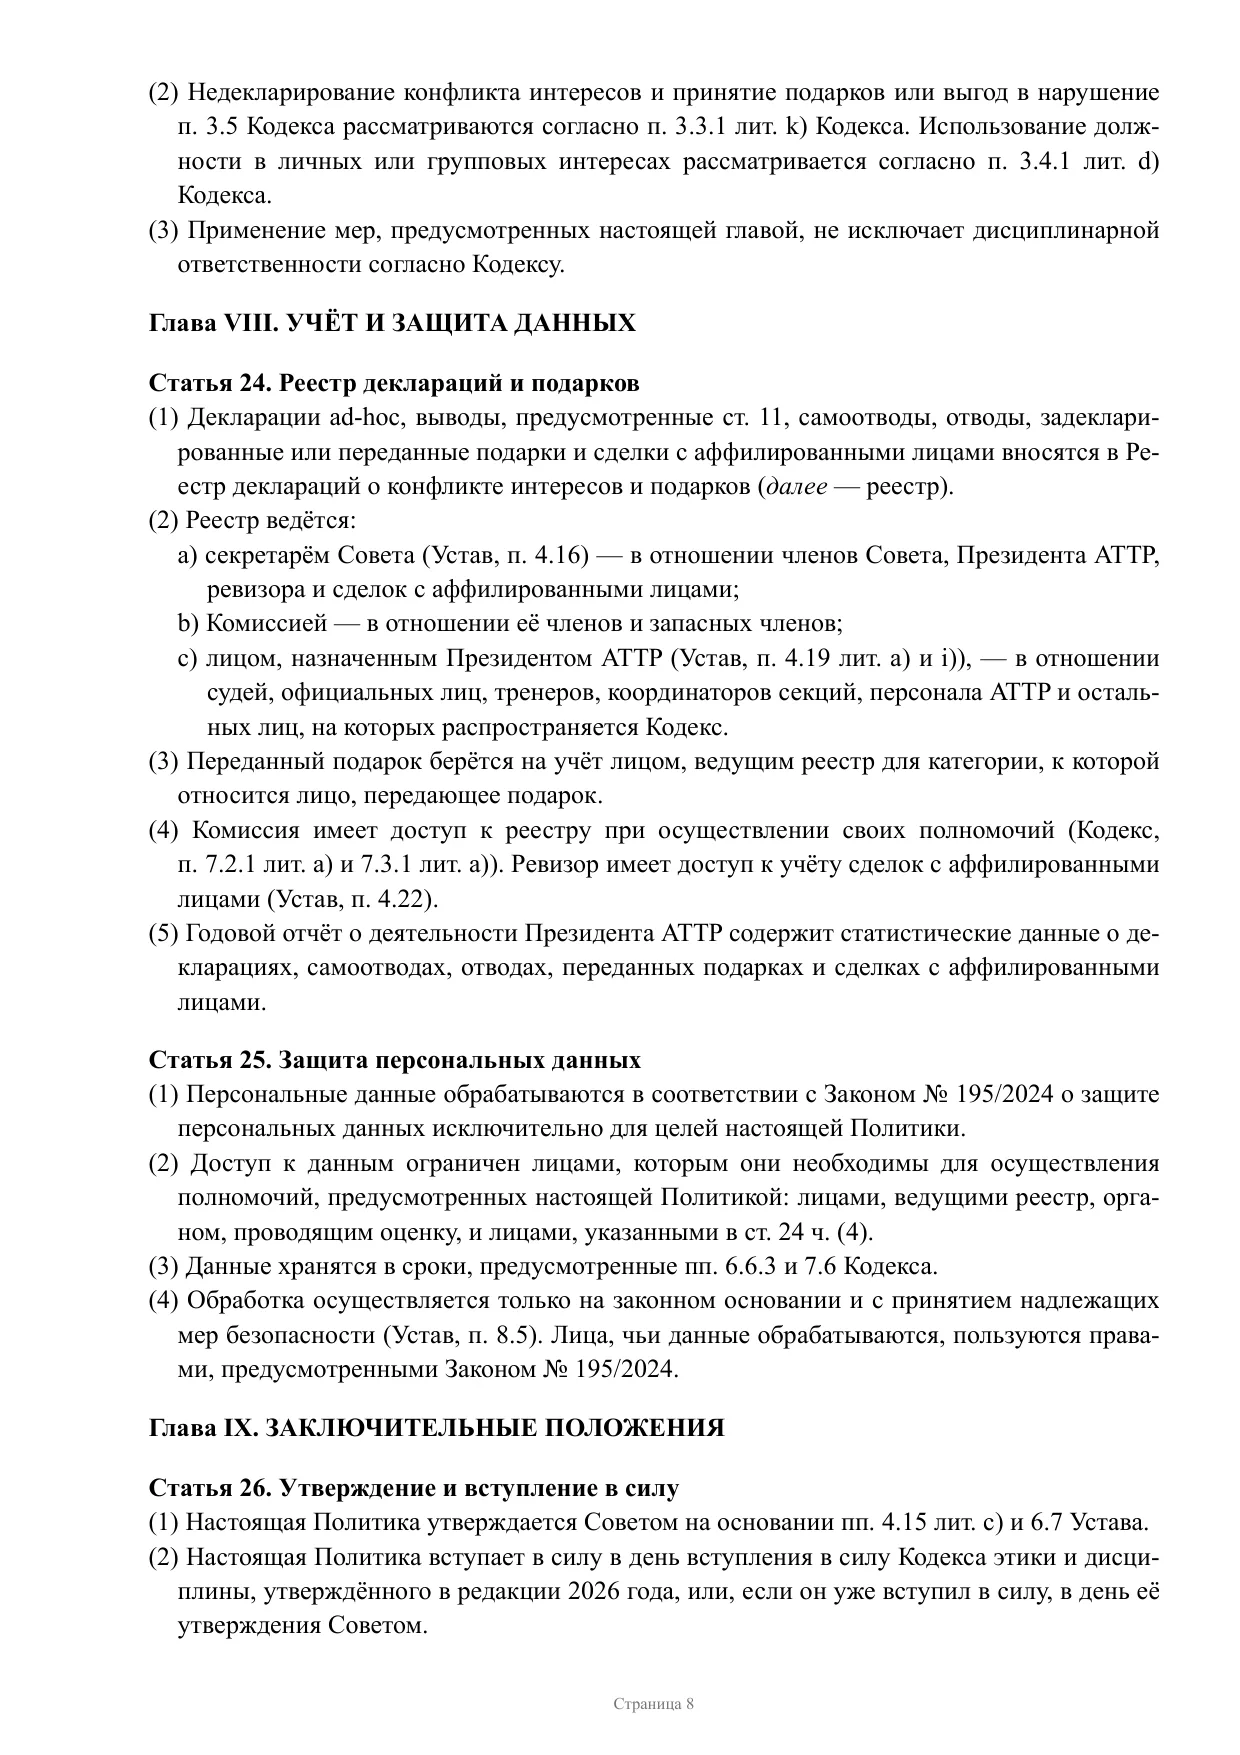 (2) Недекларирование конфликта интересов и принятие подарков или выгод в нарушение
п. 3.5 Кодекса рассматриваются согласно п. 3.3.1 лит. k) Кодекса. Использование долж-
ности в личных или групповых интересах рассматривается согласно п. 3.4.1 лит. d)
Кодекса.
(3) Применение мер, предусмотренных настоящей главой, не исключает дисциплинарной
ответственности согласно Кодексу.
Глава VIII. УЧЁТ И ЗАЩИТА ДАННЫХ
Статья 24. Реестр деклараций и подарков
(1) Декларации ad-hoc, выводы, предусмотренные ст. 11, самоотводы, отводы, задеклари-
рованные или переданные подарки и сделки с аффилированными лицами вносятся в Ре-
естр деклараций о конфликте интересов и подарков (далее — реестр).
(2) Реестр ведётся:
a) секретарём Совета (Устав, п. 4.16) — в отношении членов Совета, Президента АТТР,
ревизора и сделок с аффилированными лицами;
b) Комиссией — в отношении её членов и запасных членов;
c) лицом, назначенным Президентом АТТР (Устав, п. 4.19 лит. a) и i)), — в отношении
судей, официальных лиц, тренеров, координаторов секций, персонала АТТР и осталь-
ных лиц, на которых распространяется Кодекс.
(3) Переданный подарок берётся на учёт лицом, ведущим реестр для категории, к которой
относится лицо, передающее подарок.
(4) Комиссия имеет доступ к реестру при осуществлении своих полномочий (Кодекс,
п. 7.2.1 лит. a) и 7.3.1 лит. a)). Ревизор имеет доступ к учёту сделок с аффилированными
лицами (Устав, п. 4.22).
(5) Годовой отчёт о деятельности Президента АТТР содержит статистические данные о де-
кларациях, самоотводах, отводах, переданных подарках и сделках с аффилированными
лицами.
Статья 25. Защита персональных данных
(1) Персональные данные обрабатываются в соответствии с Законом № 195/2024 о защите
персональных данных исключительно для целей настоящей Политики.
(2) Доступ к данным ограничен лицами, которым они необходимы для осуществления
полномочий, предусмотренных настоящей Политикой: лицами, ведущими реестр, орга-
ном, проводящим оценку, и лицами, указанными в ст. 24 ч. (4).
(3) Данные хранятся в сроки, предусмотренные пп. 6.6.3 и 7.6 Кодекса.
(4) Обработка осуществляется только на законном основании и с принятием надлежащих
мер безопасности (Устав, п. 8.5). Лица, чьи данные обрабатываются, пользуются права-
ми, предусмотренными Законом № 195/2024.
Глава IX. ЗАКЛЮЧИТЕЛЬНЫЕ ПОЛОЖЕНИЯ
Статья 26. Утверждение и вступление в силу
(1) Настоящая Политика утверждается Советом на основании пп. 4.15 лит. c) и 6.7 Устава.
(2) Настоящая Политика вступает в силу в день вступления в силу Кодекса этики и дисци-
плины, утверждённого в редакции 2026 года, или, если он уже вступил в силу, в день её
утверждения Советом.
Страница 8